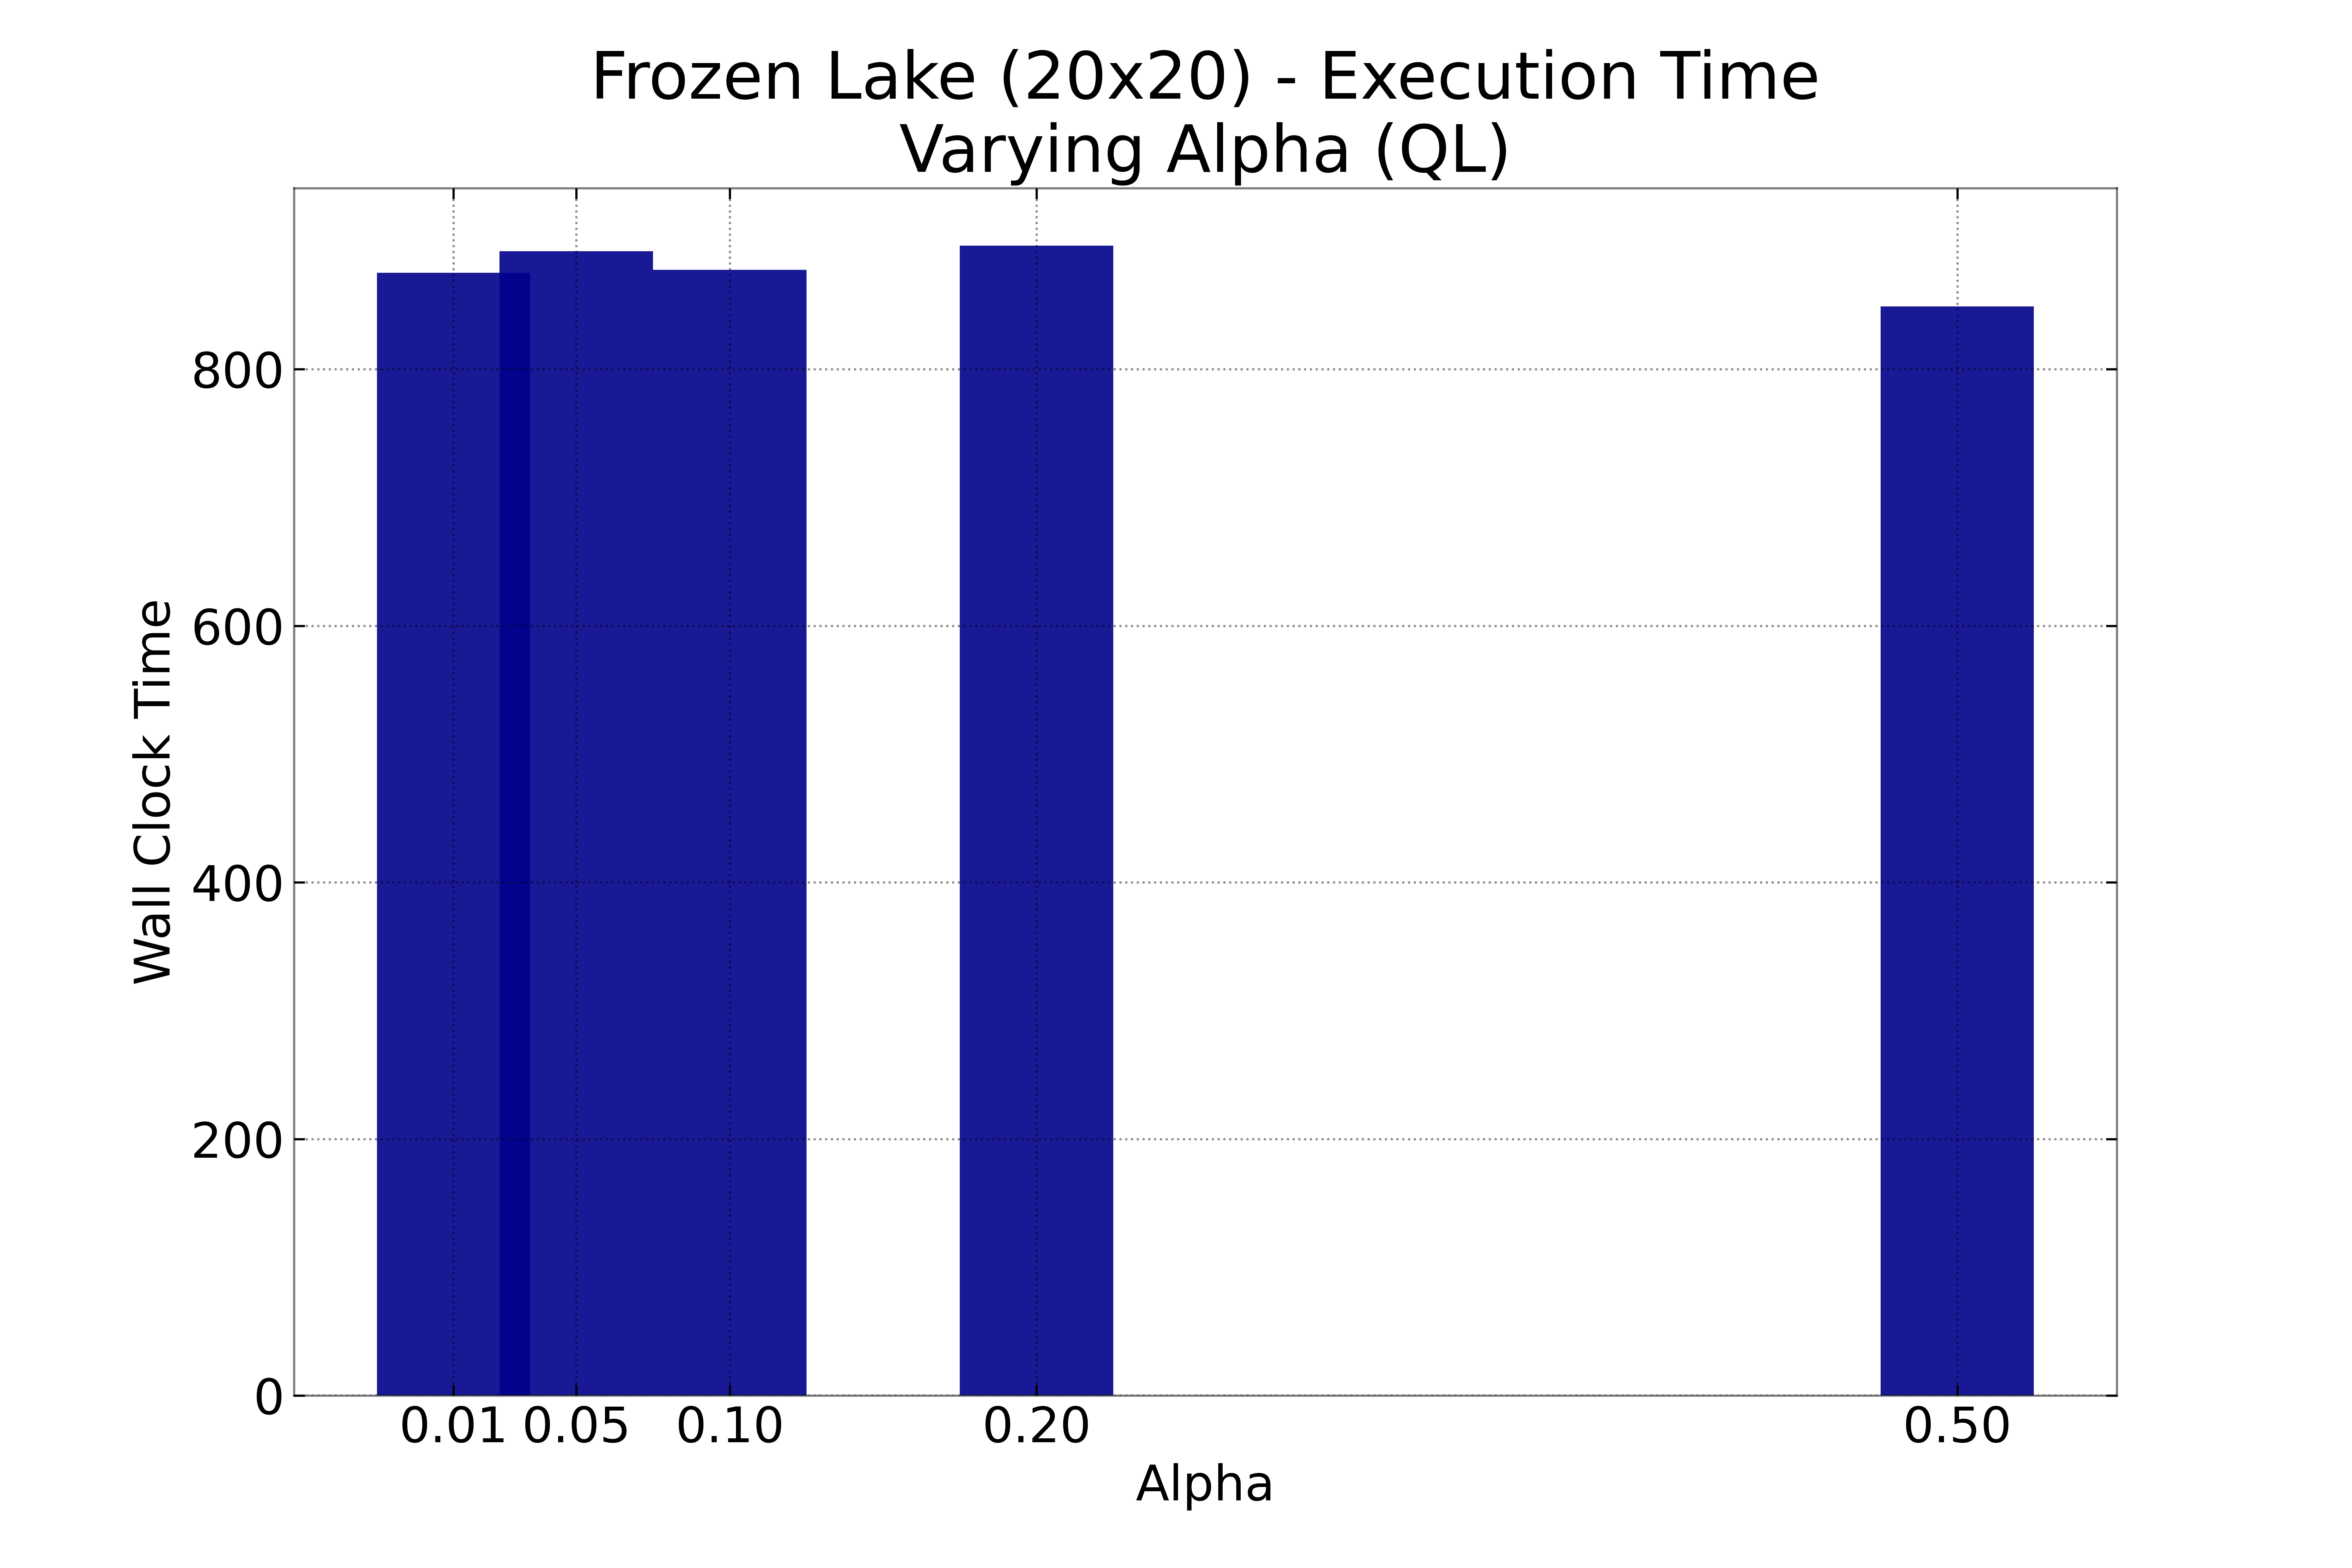 Frozen Lake (20x20) - Execution Time
Varying Alpha (QL)
Wall Clock Time
800
600
400
200
0
0.01 0.05 0.10 0.20 0.50
Alpha